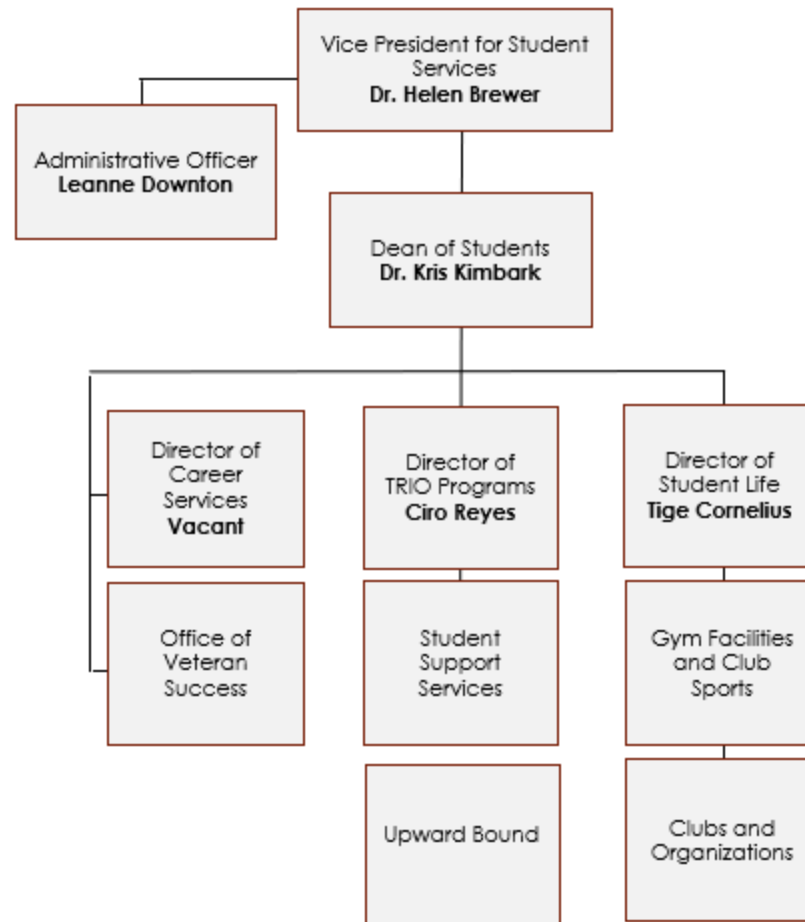 Vice President for Student
Services
Dr. Helen Brewer
Administrative Officer
Leanne Downton
Dean of Students
Dr. Kris Kimbark
Director of
Career
Services
Vacant
Director of
TRIO Programs
Ciro Reyes
Director of
Student Life
Tige Cornelius
Office of
Veteran
Success
Student
Support
Services
Gym Facilities
and Club
Sports
Upward Bound
Clubs and
Organizations